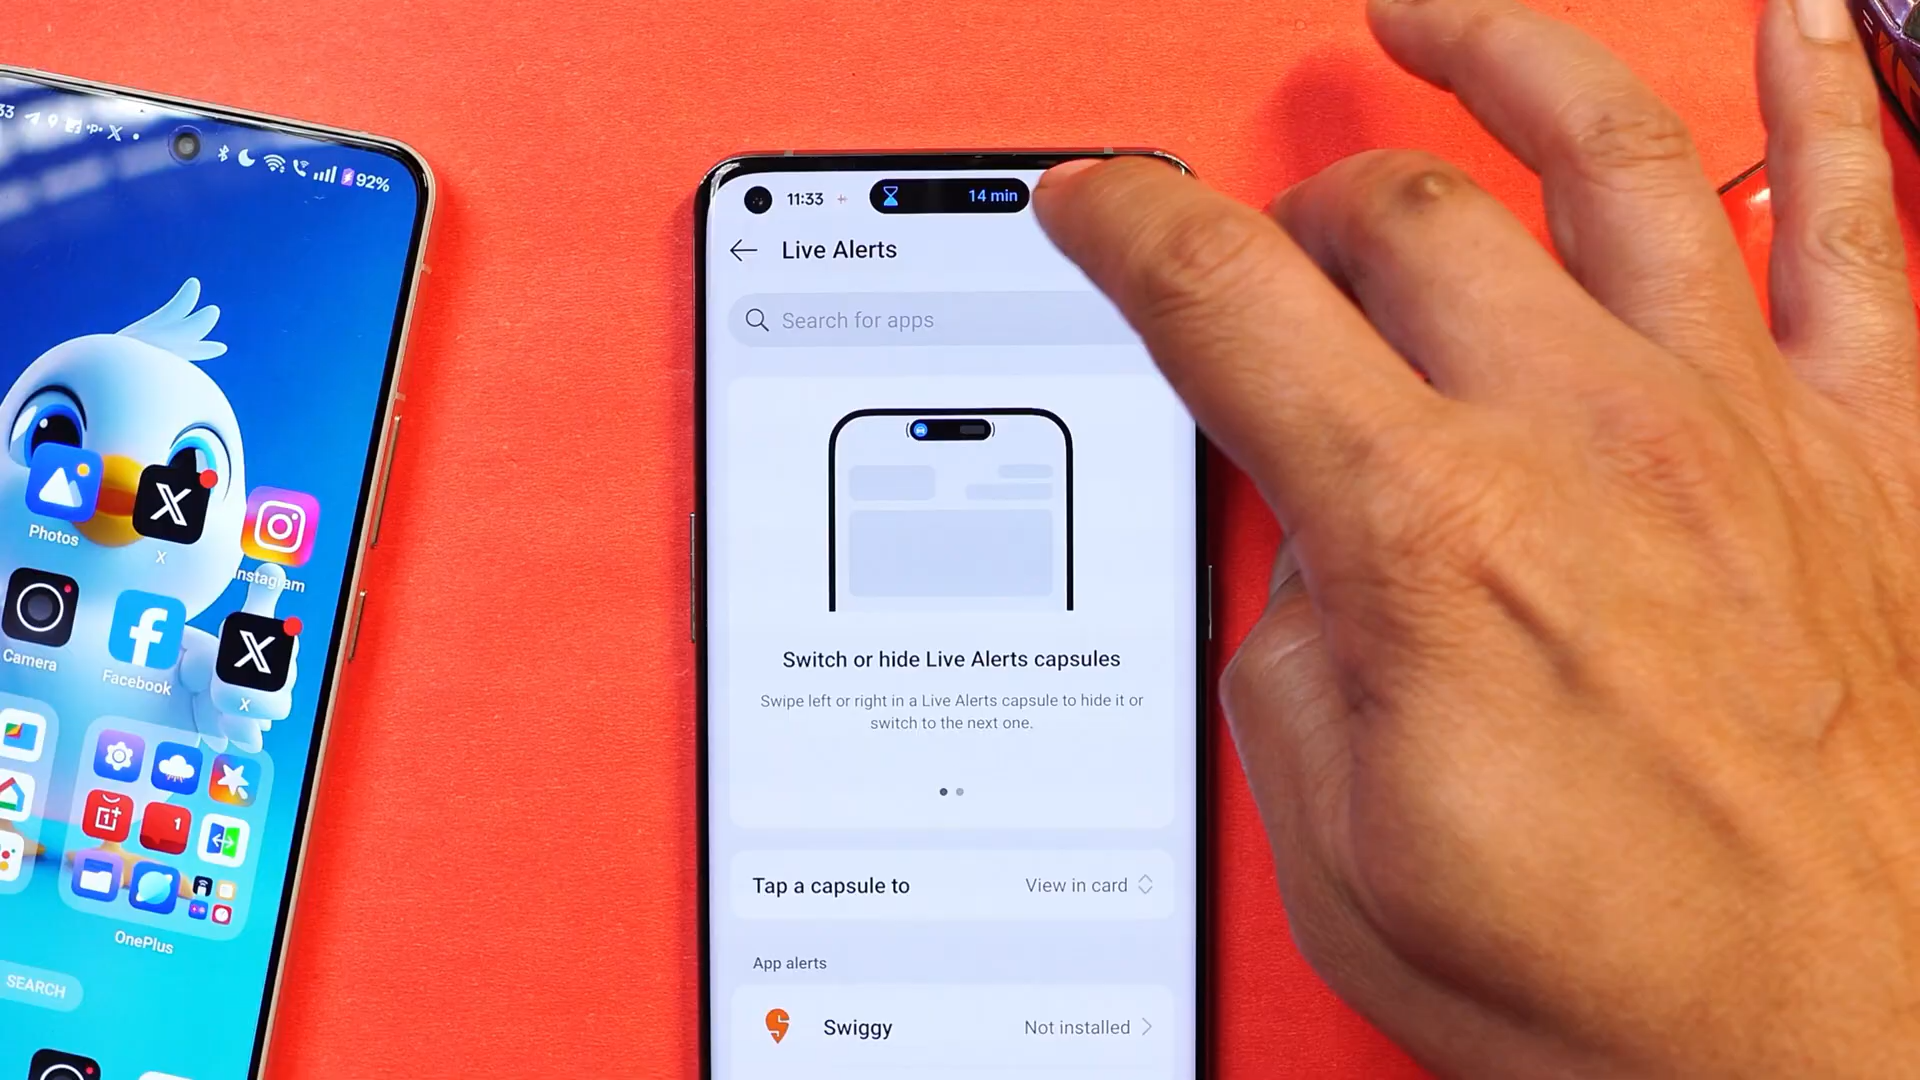 33
92%
Photos
X
Instagram
Camera
Facebook
X
1
OnePlus
SEARCH
11:33
14 min
Live Alerts
Search for apps
Switch or hide Live Alerts capsules
Swipe left or right in a Live Alerts capsule to hide it or
switch to the next one.
Tap a capsule to
View in card
App alerts
Swiggy
Not installed